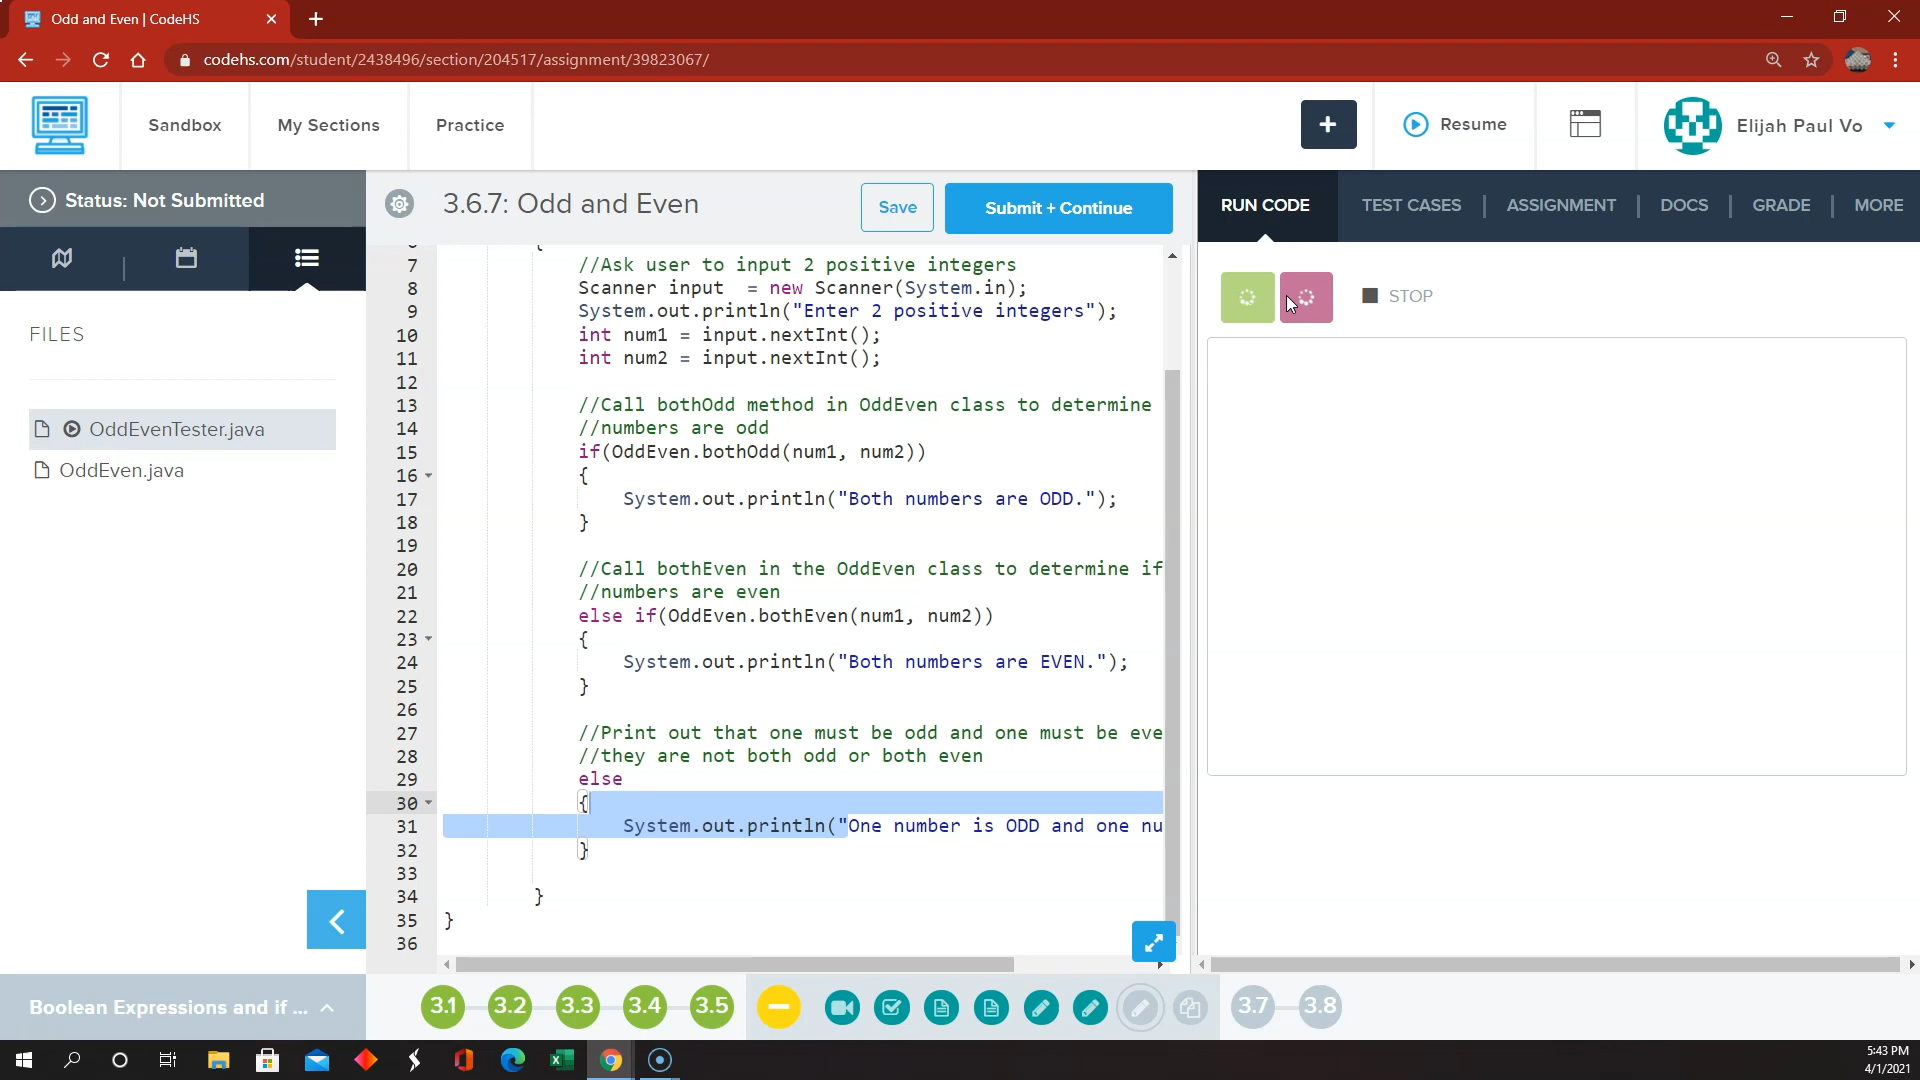 Odd and Even | CodeHS
codehs.com/student/2438496/section/204517/assignment/39823067/
Sandbox
My Sections
Practice
+
Resume
Elijah Paul Vo
Status: Not Submitted
3.6.7: Odd and Even
Save
Submit + Continue
RUN CODE
TEST CASES
ASSIGNMENT
DOCS
GRADE
MORE
STOP
FILES
OddEvenTester.java
OddEven.java
7 //Ask user to input 2 positive integers
8 Scanner input  = new Scanner(System.in);
9 System.out.println("Enter 2 positive integers");
10 int num1 = input.nextInt();
11 int num2 = input.nextInt();
12
13 //Call bothOdd method in OddEven class to determine
14 //numbers are odd
15 if(OddEven.bothOdd(num1, num2))
16 {
17 System.out.println("Both numbers are ODD.");
18 }
19
20 //Call bothEven in the OddEven class to determine if
21 //numbers are even
22 else if(OddEven.bothEven(num1, num2))
23 {
24 System.out.println("Both numbers are EVEN.");
25 }
26
27 //Print out that one must be odd and one must be eve
28 //they are not both odd or both even
29 else
30 {
31 System.out.println("One number is ODD and one nu
32 }
33
34 }
35 }
36
Boolean Expressions and if ...
3.1
3.2
3.3
3.4
3.5
3.7
3.8
5:43 PM
4/1/2021